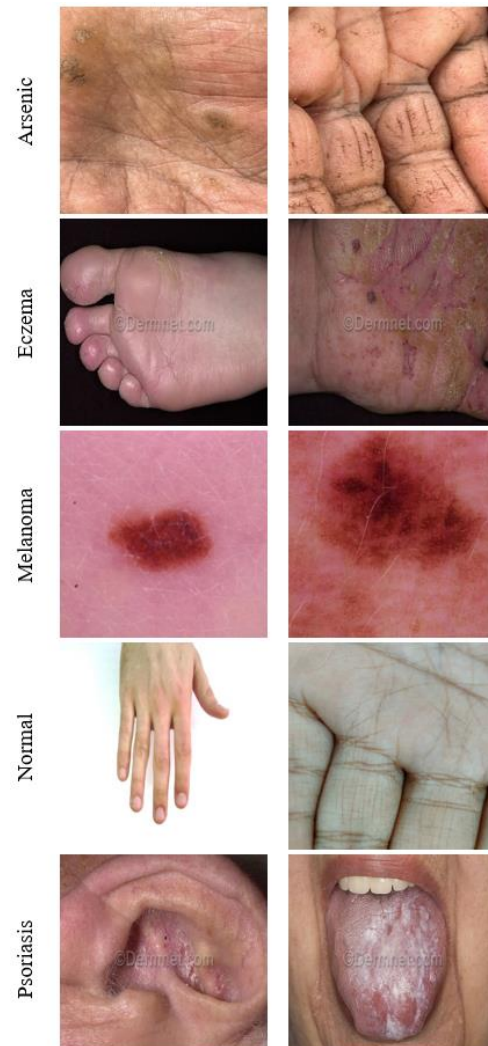 Arsenic
Eczema
©Dermnet.com
©Dermnet.com
Melanoma
Normal
Psoriasis
©Dermnet.com
©Dermnet.com